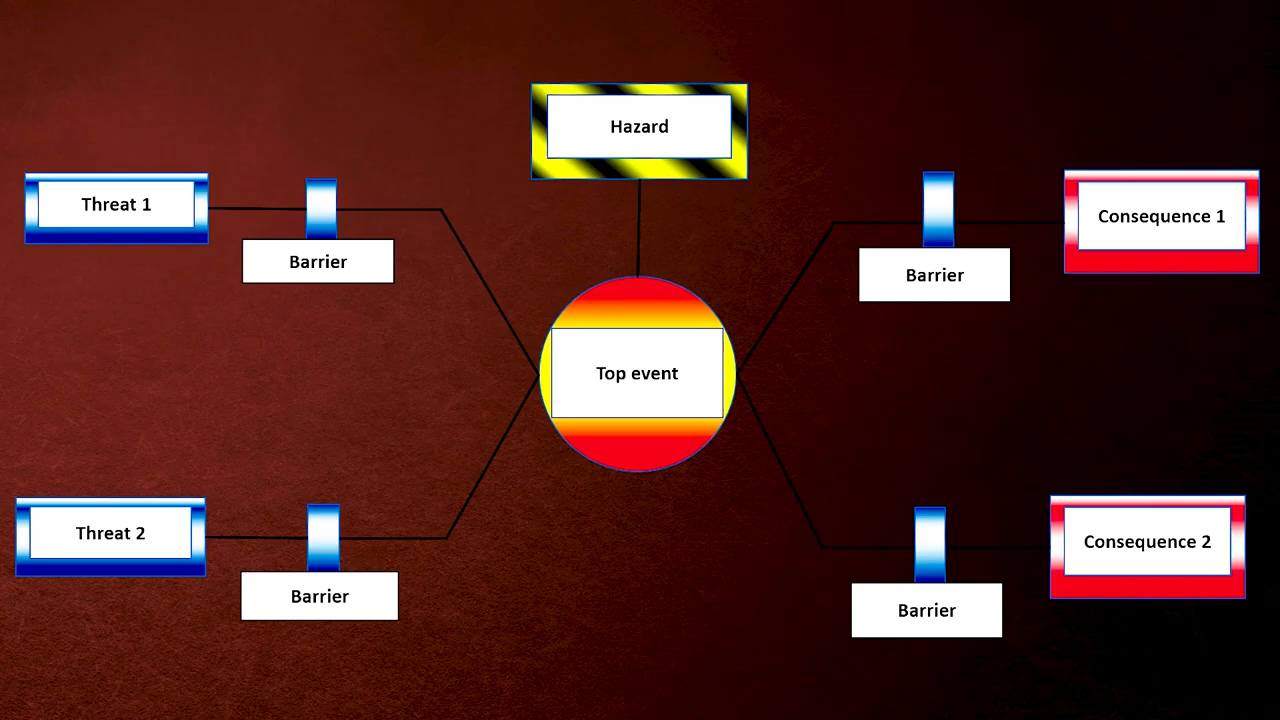 Hazard
Threat 1
Consequence 1
Barrier
Barrier
Top event
Threat 2
Consequence 2
Barrier
Barrier